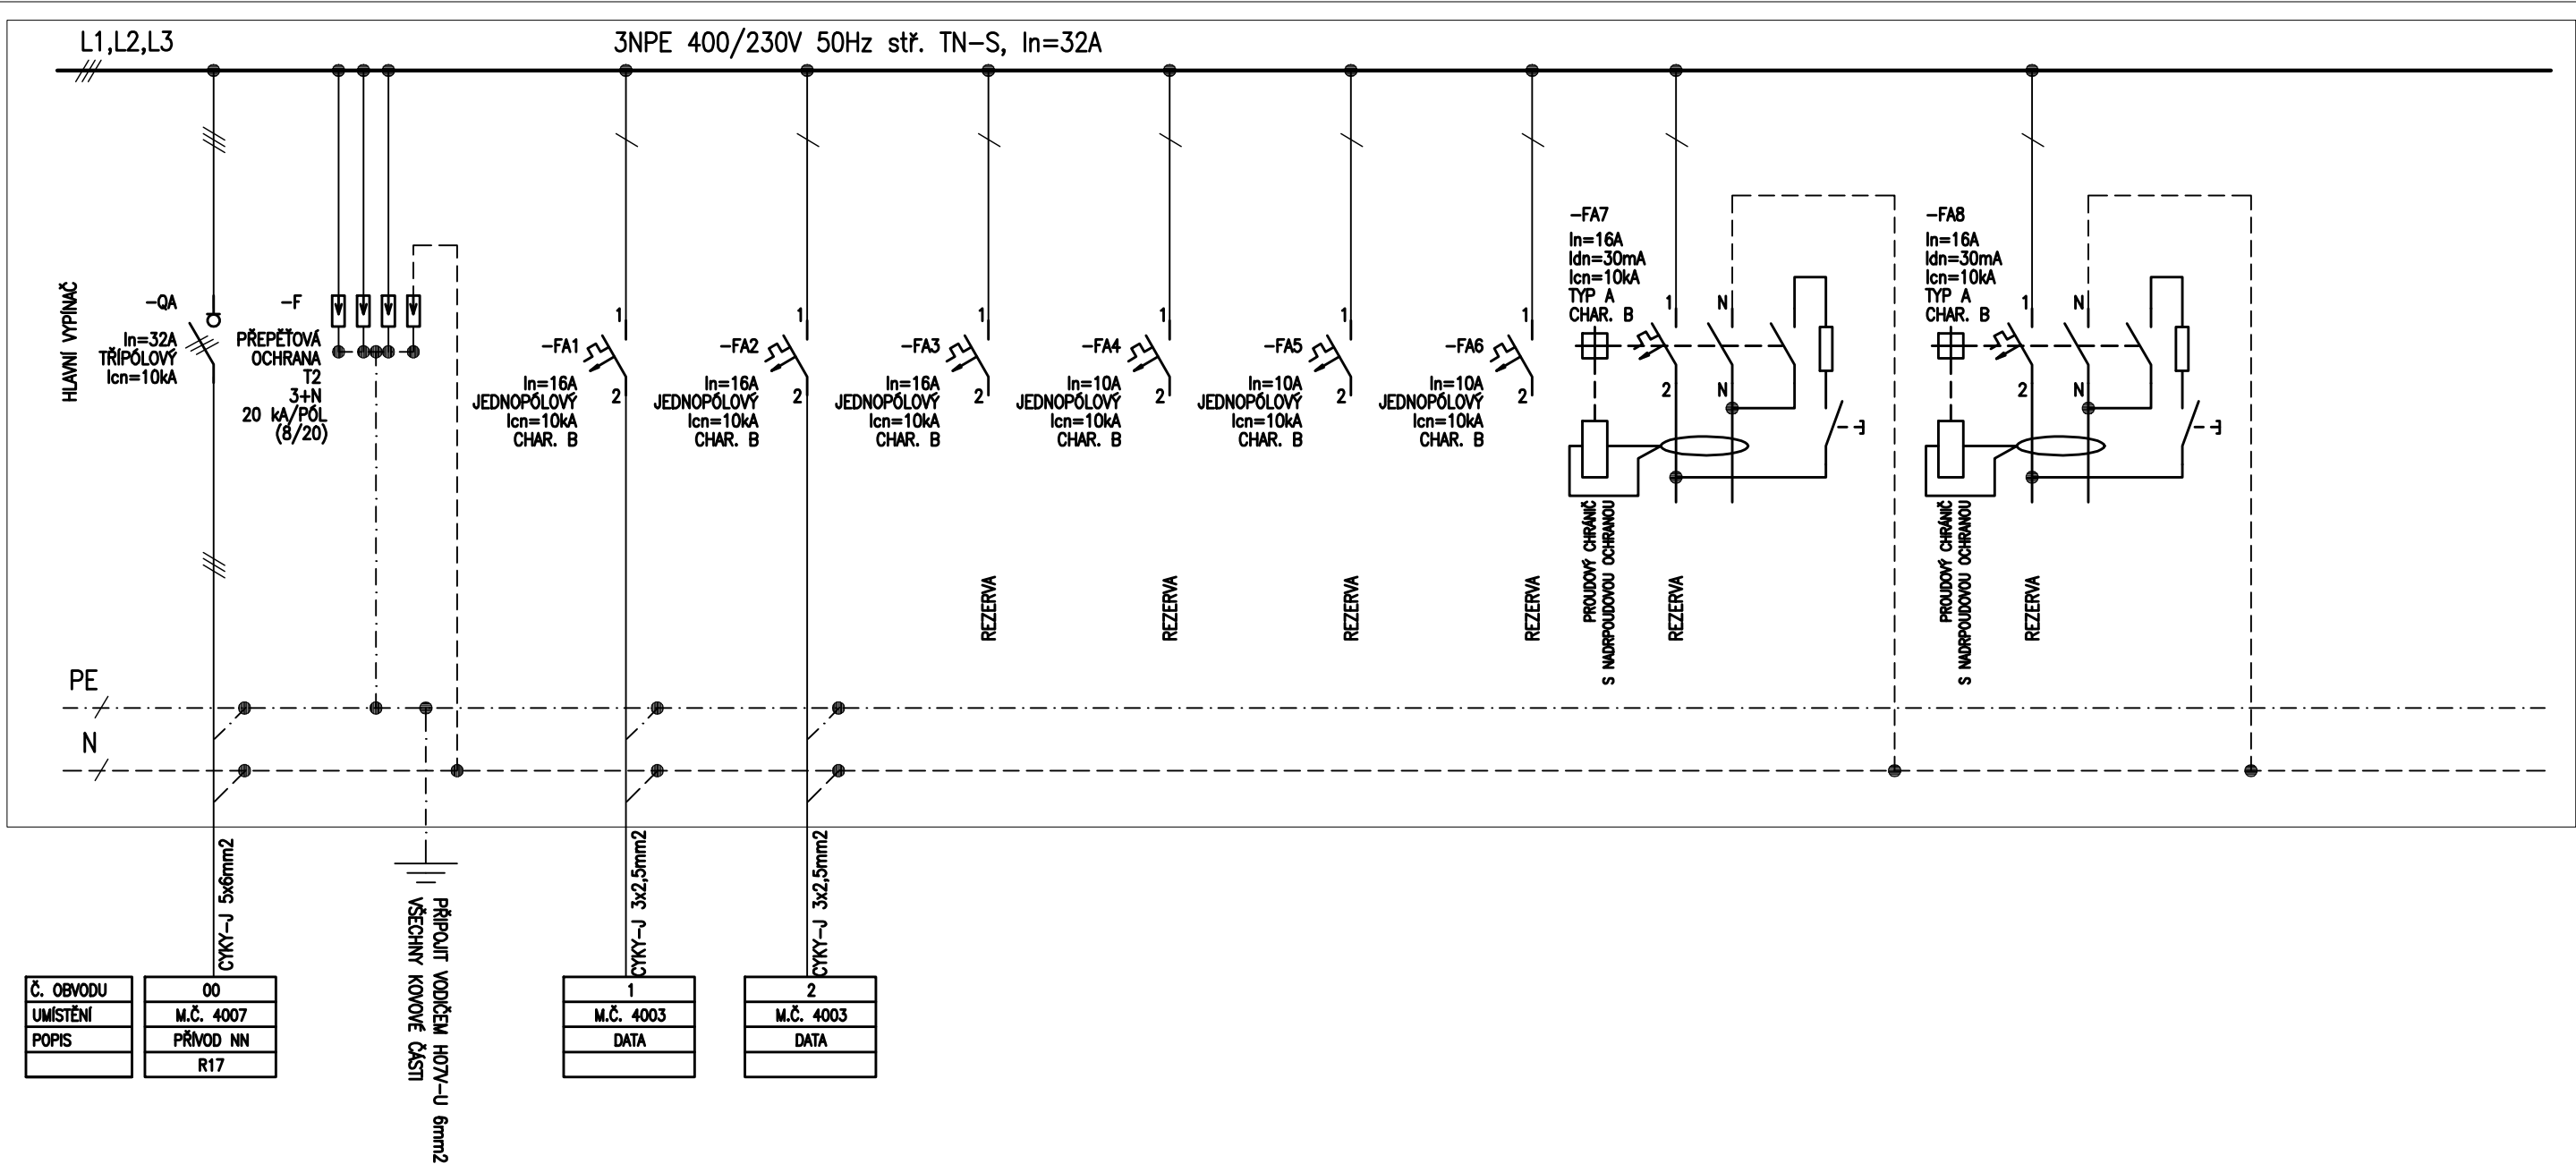 L1,L2,L3
3NPE 400/230V 50Hz stř. TN-S, In=32A
HLAVNÍ VYPÍNAČ
-QA
In=32A
TŘÍPÓLOVÝ
Icn=10kA
-F
PŘEPĚŤOVÁ
OCHRANA
T2
3+N
20 kA/PÓL
(8/20)
1
-FA1
In=16A
JEDNOPÓLOVÝ
Icn=10kA
CHAR. B
2
1
-FA2
In=16A
JEDNOPÓLOVÝ
Icn=10kA
CHAR. B
2
1
-FA3
In=16A
JEDNOPÓLOVÝ
Icn=10kA
CHAR. B
2
REZERVA
1
-FA4
In=10A
JEDNOPÓLOVÝ
Icn=10kA
CHAR. B
2
REZERVA
1
-FA5
In=10A
JEDNOPÓLOVÝ
Icn=10kA
CHAR. B
2
REZERVA
1
-FA6
In=10A
JEDNOPÓLOVÝ
Icn=10kA
CHAR. B
2
REZERVA
-FA7
In=16A
Idn=30mA
Icn=10kA
TYP A
CHAR. B
1
N
2
N
PROUDOVÝ CHRÁNIČ
S NADRPOUDOVOU OCHRANOU
REZERVA
-FA8
In=16A
Idn=30mA
Icn=10kA
TYP A
CHAR. B
1
N
2
N
PROUDOVÝ CHRÁNIČ
S NADRPOUDOVOU OCHRANOU
REZERVA
PE
N
CYKY-J 5x6mm2
PŘIPOJIT VODIČEM H07V-U 6mm2
VŠECHNY KOVOVÉ ČÁSTI
CYKY-J 3x2,5mm2
CYKY-J 3x2,5mm2
Č. OBVODU
UMÍSTĚNÍ
POPIS
00
M.Č. 4007
PŘÍVOD NN
R17
1
M.Č. 4003
DATA
2
M.Č. 4003
DATA